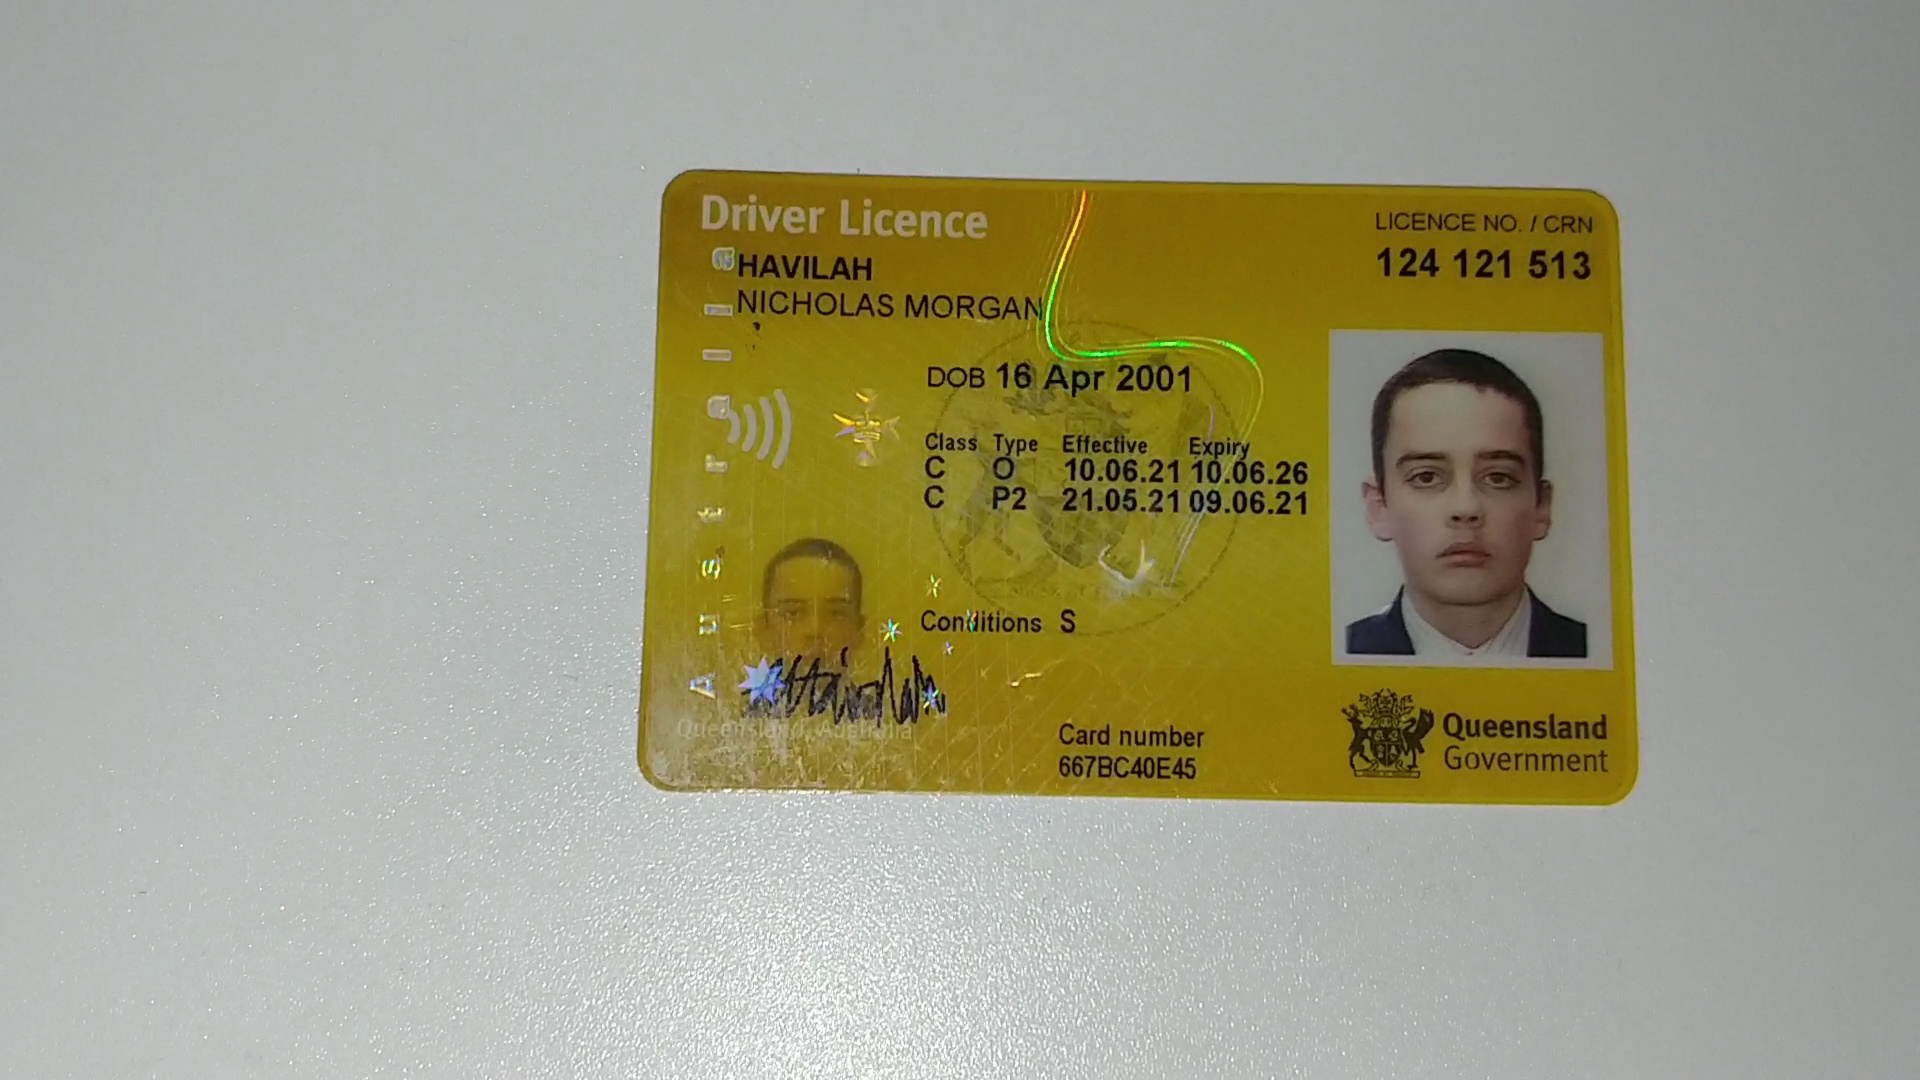 Driver Licence
LICENCE NO. / CRN
HAVILAH
124 121 513
NICHOLAS MORGAN
DOB 16 Apr 2001
Class Type Effective Expiry
C O 10.06.21 10.06.26
C P2 21.05.21 09.06.21
Conditions S
Australia
Queensland, Australia
Card number
667BC40E45
Queensland
Government